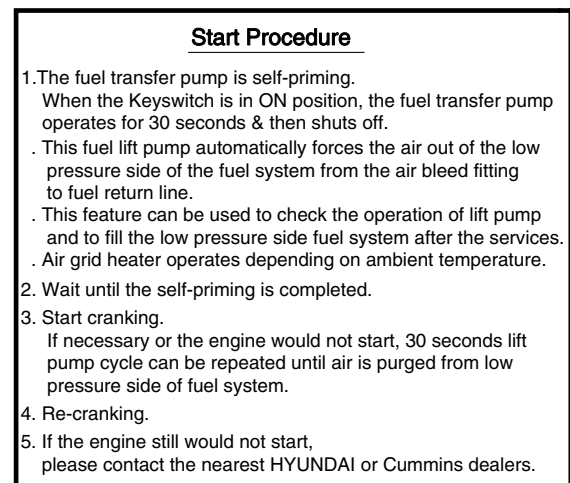 Start Procedure
1.The fuel transfer pump is self-priming.
When the Keyswitch is in ON position, the fuel transfer pump
operates for 30 seconds & then shuts off.
. This fuel lift pump automatically forces the air out of the low
pressure side of the fuel system from the air bleed fitting
to fuel return line.
. This feature can be used to check the operation of lift pump
and to fill the low pressure side fuel system after the services.
. Air grid heater operates depending on ambient temperature.
2. Wait until the self-priming is completed.
3. Start cranking.
If necessary or the engine would not start, 30 seconds lift
pump cycle can be repeated until air is purged from low
pressure side of fuel system.
4. Re-cranking.
5. If the engine still would not start,
please contact the nearest HYUNDAI or Cummins dealers.